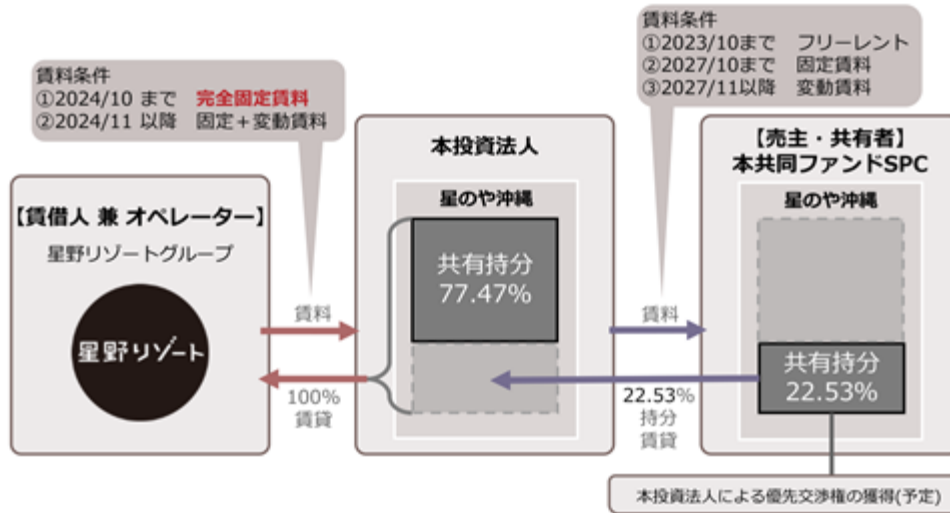 賃料条件
①2023/10まで　フリーレント
②2027/10まで　固定賃料
③2027/11以降　変動賃料
賃料条件
①2024/10 まで　完全固定賃料
②2024/11 以降　固定＋変動賃料
【賃借人 兼 オペレーター】
星野リゾートグループ
星野リゾート
賃料
100%
賃貸
本投資法人
星のや沖縄
共有持分
77.47%
賃料
22.53%
持分
賃貸
【売主・共有者】
本共同ファンドSPC
星のや沖縄
共有持分
22.53%
本投資法人による優先交渉権の獲得(予定)